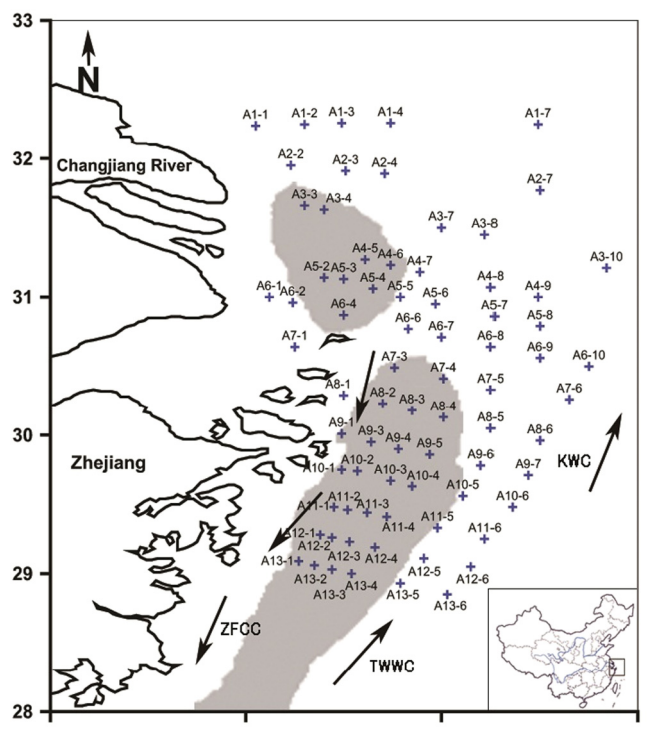 33
N
A1-1 A1-2 A1-3 A1-4 A1-7
32
Changjiang River
A2-2 A2-3 A2-4 A2-7
A3-3 A3-4 A3-7 A3-8 A3-10
A4-5 A4-6 A4-7 A4-8 A4-9
A5-2 A5-3 A5-4 A5-5 A5-6 A5-7 A5-8
31
A6-1 A6-2 A6-4 A6-6 A6-7 A6-8 A6-9 A6-10
A7-1 A7-3 A7-4 A7-5 A7-6
A8-1 A8-2 A8-3 A8-4 A8-5 A8-6
30
A9-1 A9-3 A9-4 A9-5 A9-6 A9-7
Zhejiang
KWC
A10-1 A10-2 A10-3 A10-4 A10-5 A10-6
A11-1 A11-2 A11-3 A11-4 A11-5 A11-6
A12-1 A12-2 A12-3 A12-4 A12-5 A12-6
29
A13-1 A13-2 A13-3 A13-4 A13-5 A13-6
ZFCC
TWWC
28